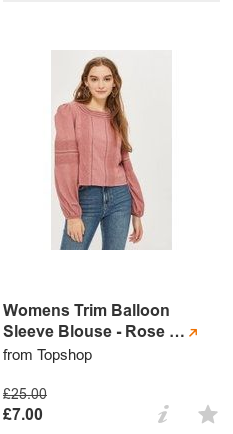 Womens Trim Balloon
Sleeve Blouse - Rose ...
from Topshop
£25.00
£7.00